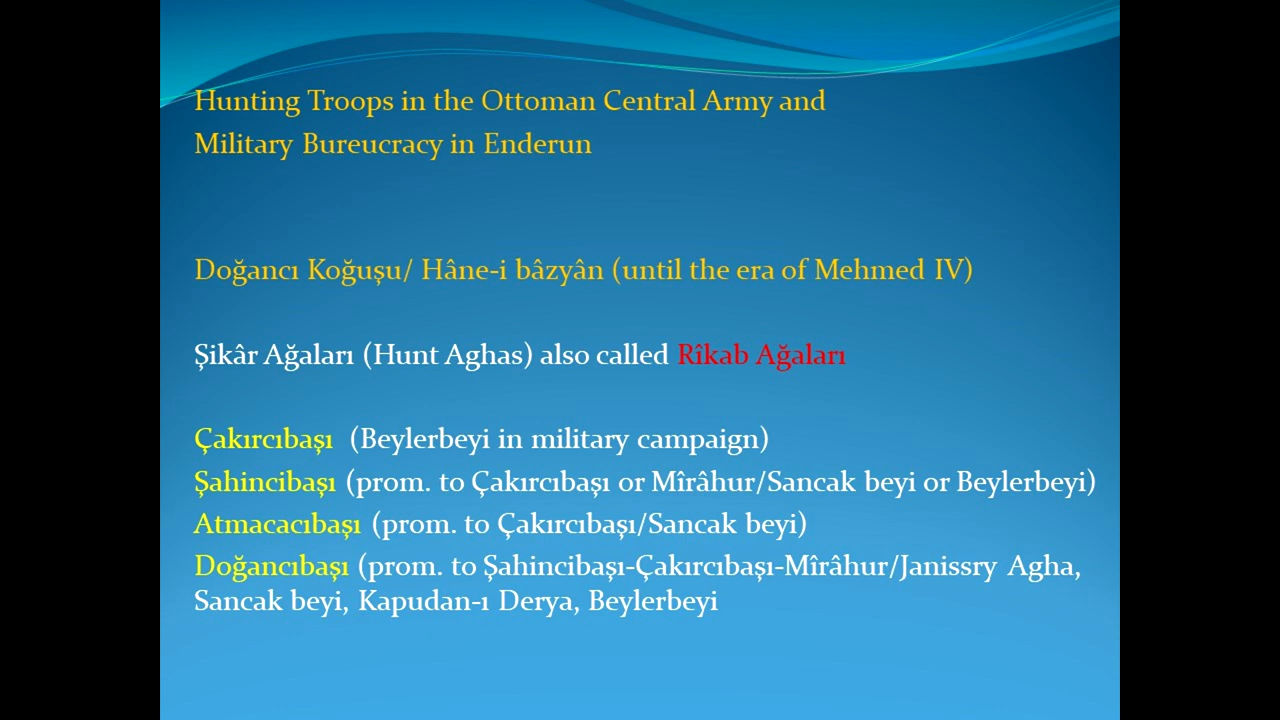 Hunting Troops in the Ottoman Central Army and
Military Bureucracy in Enderun
Doğancı Koğuşu/ Hâne-i bâzyân (until the era of Mehmed IV)
Şikâr Ağaları (Hunt Aghas) also called Rîkab Ağaları
Çakırcıbaşı (Beylerbeyi in military campaign)
Şahincibaşı (prom. to Çakırcıbaşı or Mîrâhur/Sancak beyi or Beylerbeyi)
Atmacacıbaşı (prom. to Çakırcıbaşı/Sancak beyi)
Doğancıbaşı (prom. to Şahincibaşı-Çakırcıbaşı-Mîrâhur/Janissry Agha,
Sancak beyi, Kapudan-ı Derya, Beylerbeyi